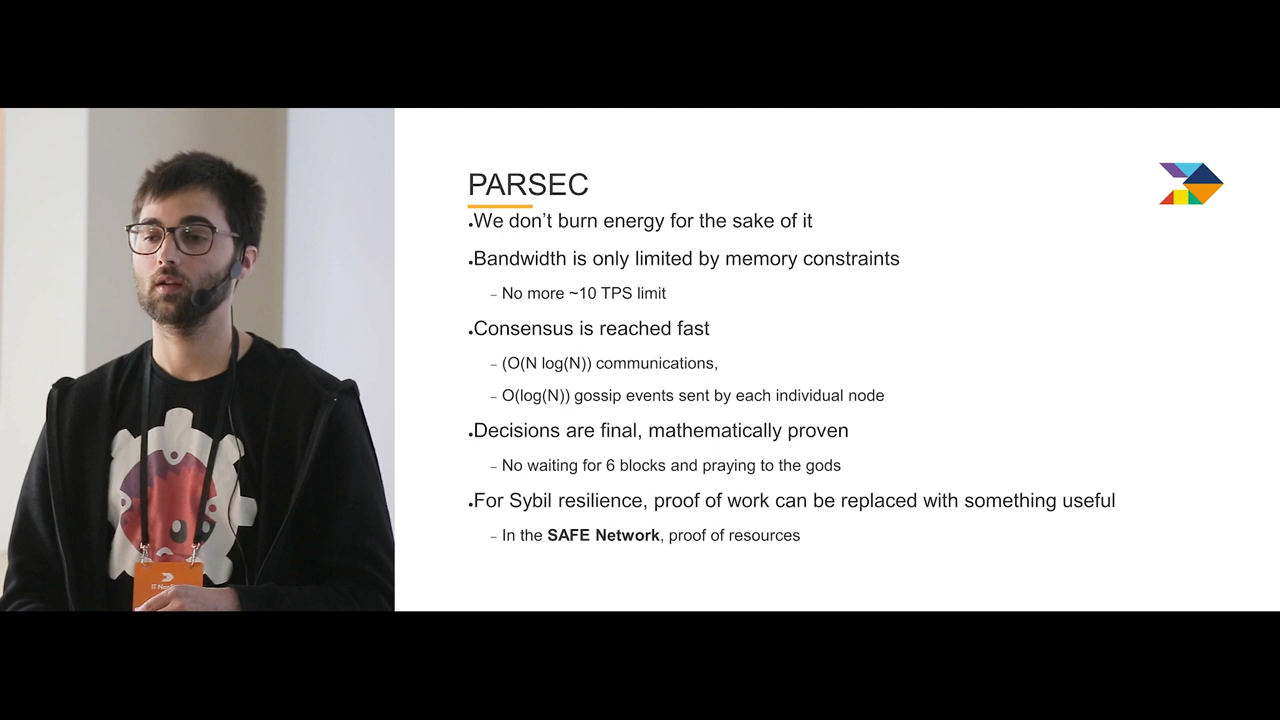 PARSEC
•We don’t burn energy for the sake of it
•Bandwidth is only limited by memory constraints
– No more ~10 TPS limit
•Consensus is reached fast
– (O(N log(N)) communications,
– O(log(N)) gossip events sent by each individual node
•Decisions are final, mathematically proven
– No waiting for 6 blocks and praying to the gods
•For Sybil resilience, proof of work can be replaced with something useful
– In the SAFE Network, proof of resources